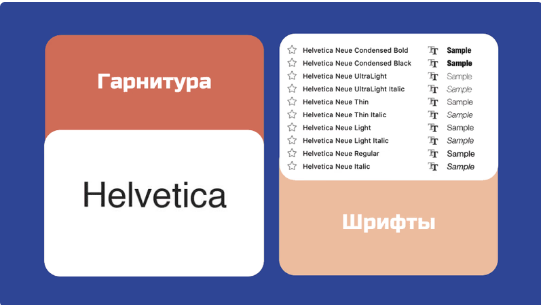 Гарнитура
Helvetica
Helvetica Neue Condensed Bold Sample
Helvetica Neue Condensed Black Sample
Helvetica Neue UltraLight Sample
Helvetica Neue UltraLight Italic Sample
Helvetica Neue Thin Sample
Helvetica Neue Thin Italic Sample
Helvetica Neue Light Sample
Helvetica Neue Light Italic Sample
Helvetica Neue Regular Sample
Helvetica Neue Italic Sample
Шрифты